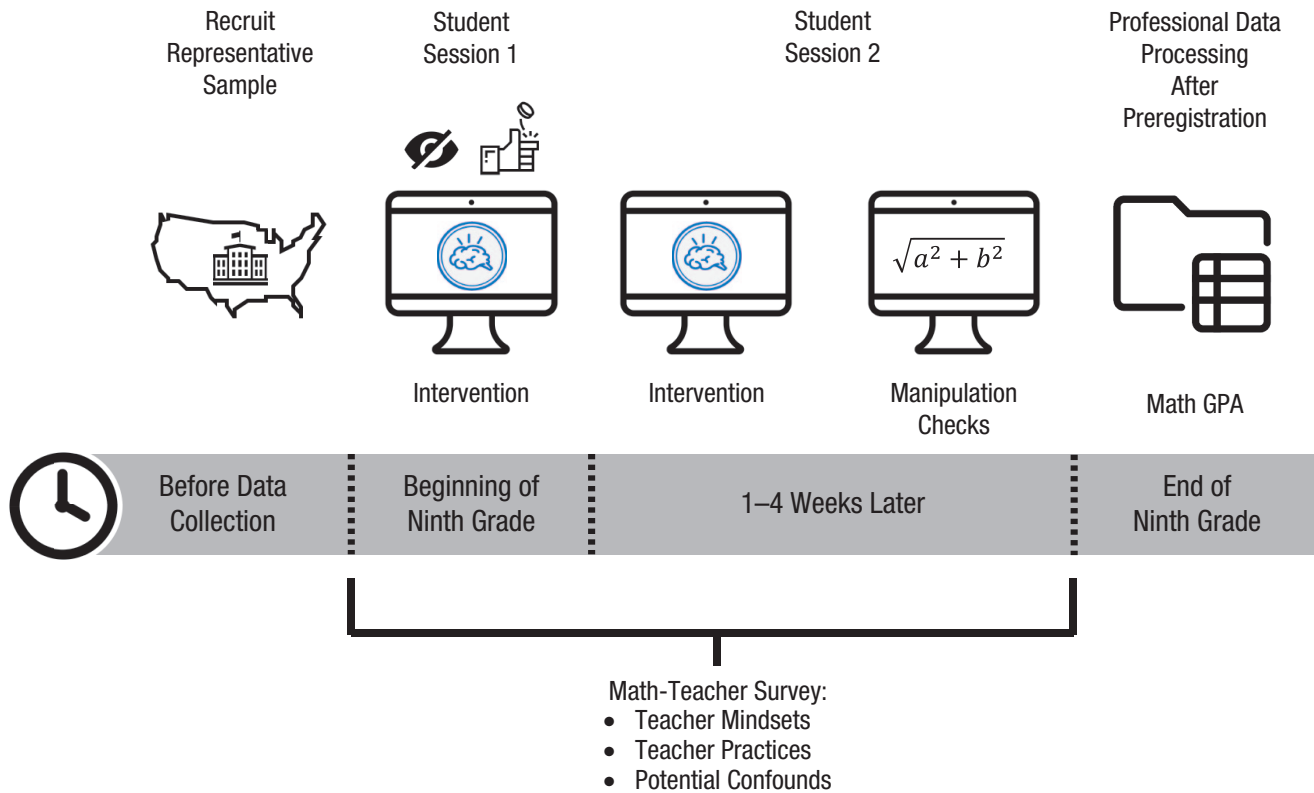 Recruit
Representative
Sample
Student
Session 1
Student
Session 2
Professional Data
Processing
After
Preregistration
√a² + b²
Intervention
Intervention
Manipulation
Checks
Math GPA
Before Data
Collection
Beginning of
Ninth Grade
1–4 Weeks Later
End of
Ninth Grade
Math-Teacher Survey:
• Teacher Mindsets
• Teacher Practices
• Potential Confounds